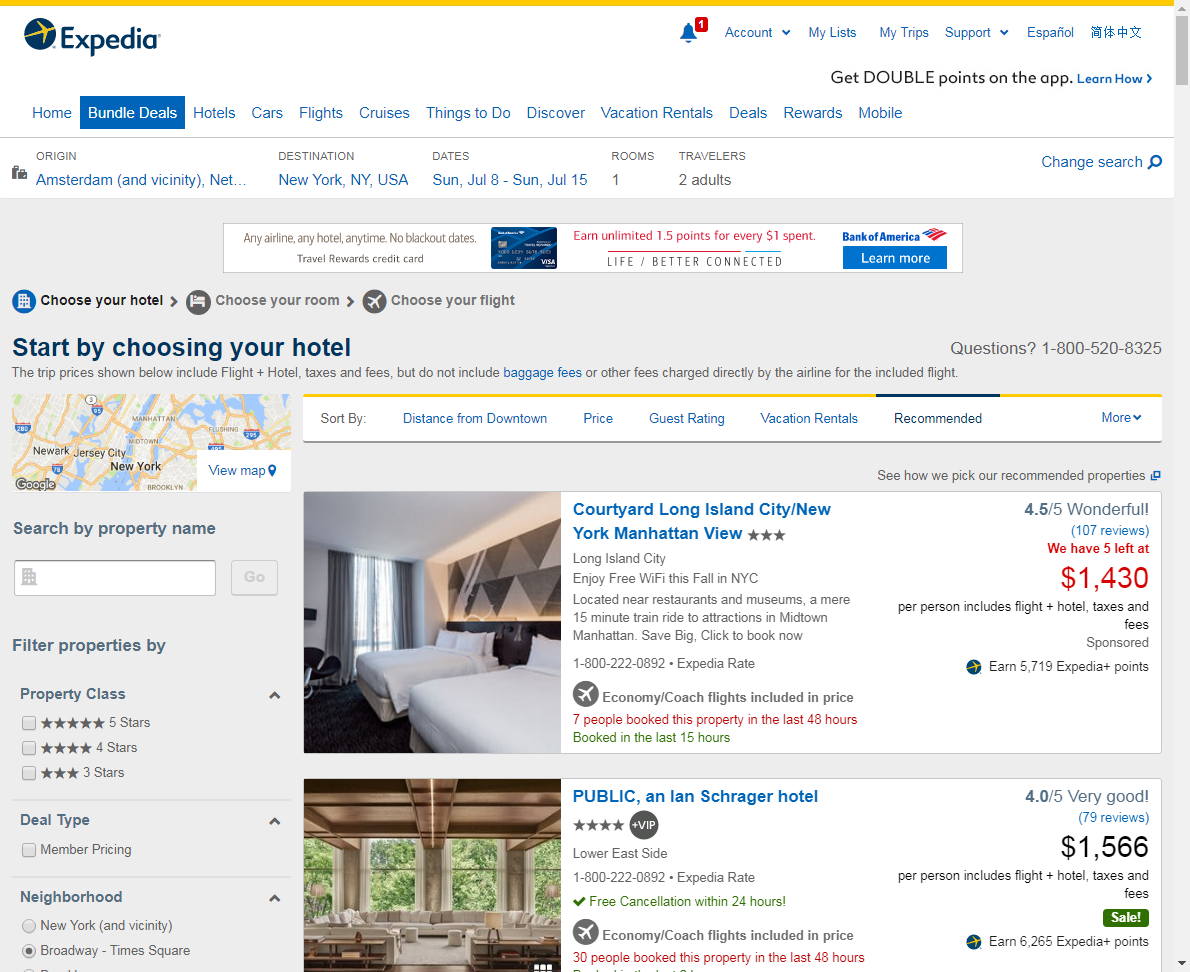 Expedia
1
Account
My Lists
My Trips
Support
Español
简体中文
Get DOUBLE points on the app. Learn How
Home
Bundle Deals
Hotels
Cars
Flights
Cruises
Things to Do
Discover
Vacation Rentals
Deals
Rewards
Mobile
ORIGIN
Amsterdam (and vicinity), Net...
DESTINATION
New York, NY, USA
DATES
Sun, Jul 8 - Sun, Jul 15
ROOMS
1
TRAVELERS
2 adults
Change search
Any airline, any hotel, anytime. No blackout dates.
Travel Rewards credit card
VISA
Earn unlimited 1.5 points for every $1 spent.
LIFE / BETTER CONNECTED
Bank of America
Learn more
Choose your hotel
Choose your room
Choose your flight
Start by choosing your hotel
Questions? 1-800-520-8325
The trip prices shown below include Flight + Hotel, taxes and fees, but do not include baggage fees or other fees charged directly by the airline for the included flight.
3
95
MANHATTAN
280
FLUSHING
MIDTOWN
295
495
Newark
Jersey City
78
New York
BROOKLYN
Google
View map
Sort By:
Distance from Downtown
Price
Guest Rating
Vacation Rentals
Recommended
More
See how we pick our recommended properties
Search by property name
Go
Filter properties by
Property Class
5 Stars
4 Stars
3 Stars
Deal Type
Member Pricing
Neighborhood
New York (and vicinity)
Broadway - Times Square
Courtyard Long Island City/New
York Manhattan View
Long Island City
Enjoy Free WiFi this Fall in NYC
Located near restaurants and museums, a mere
15 minute train ride to attractions in Midtown
Manhattan. Save Big, Click to book now
1-800-222-0892 • Expedia Rate
Economy/Coach flights included in price
7 people booked this property in the last 48 hours
Booked in the last 15 hours
4.5/5 Wonderful!
(107 reviews)
We have 5 left at
$1,430
per person includes flight + hotel, taxes and
fees
Sponsored
Earn 5,719 Expedia+ points
PUBLIC, an Ian Schrager hotel
+VIP
Lower East Side
1-800-222-0892 • Expedia Rate
Free Cancellation within 24 hours!
Economy/Coach flights included in price
30 people booked this property in the last 48 hours
4.0/5 Very good!
(79 reviews)
$1,566
per person includes flight + hotel, taxes and
fees
Sale!
Earn 6,265 Expedia+ points